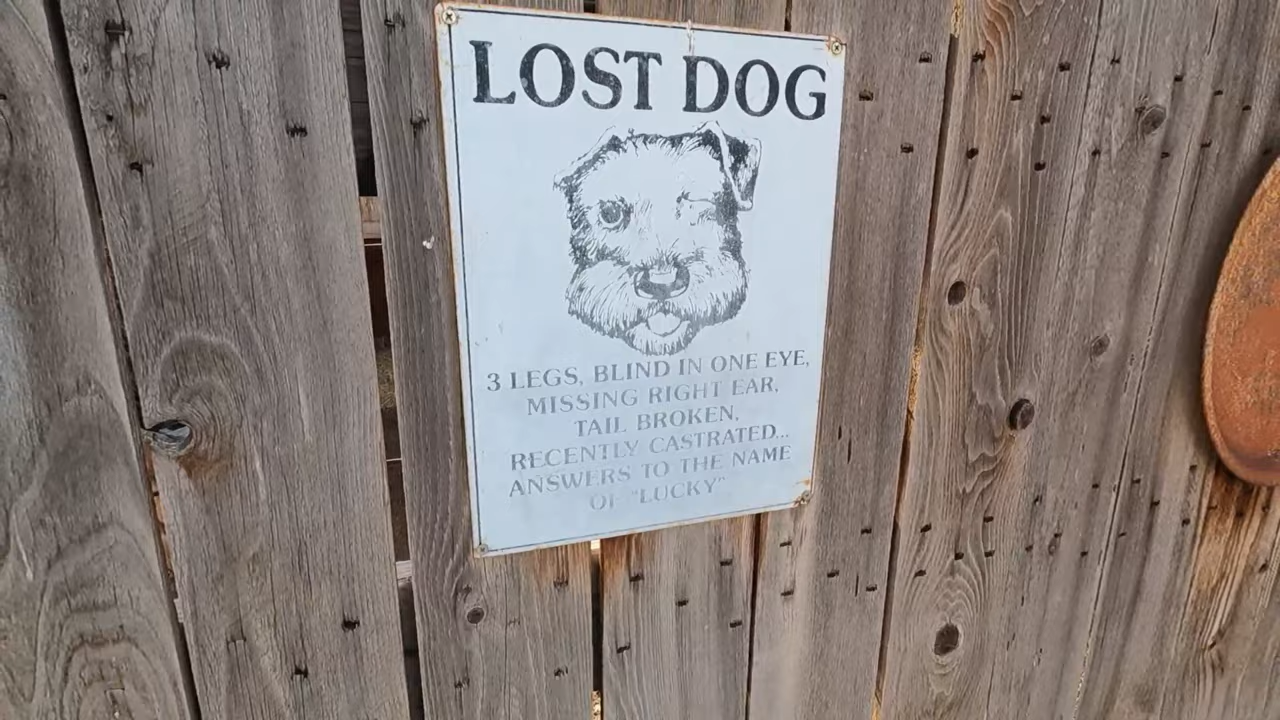 LOST DOG
3 LEGS, BLIND IN ONE EYE,
MISSING RIGHT EAR,
TAIL BROKEN,
RECENTLY CASTRATED...
ANSWERS TO THE NAME
OF "LUCKY"